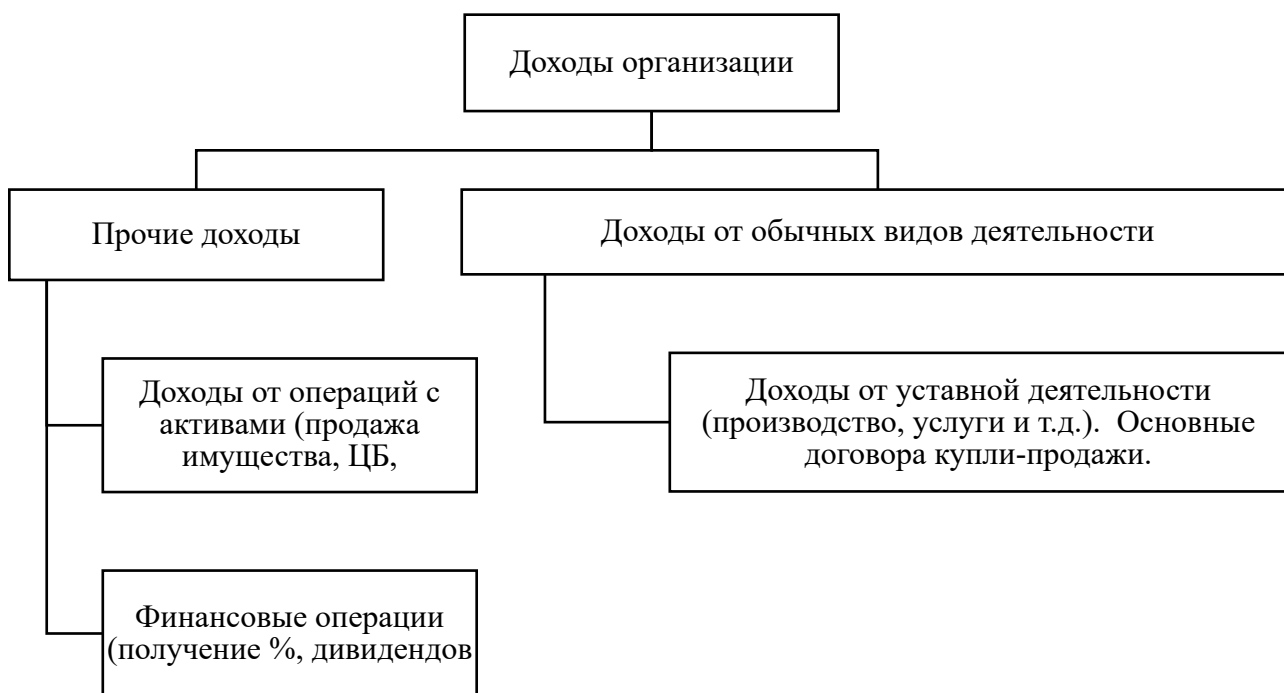 Доходы организации
Прочие доходы
Доходы от обычных видов деятельности
Доходы от операций с
активами (продажа
имущества, ЦБ,
Доходы от уставной деятельности
(производство, услуги и т.д.).  Основные
договора купли-продажи.
Финансовые операции
(получение %, дивидендов